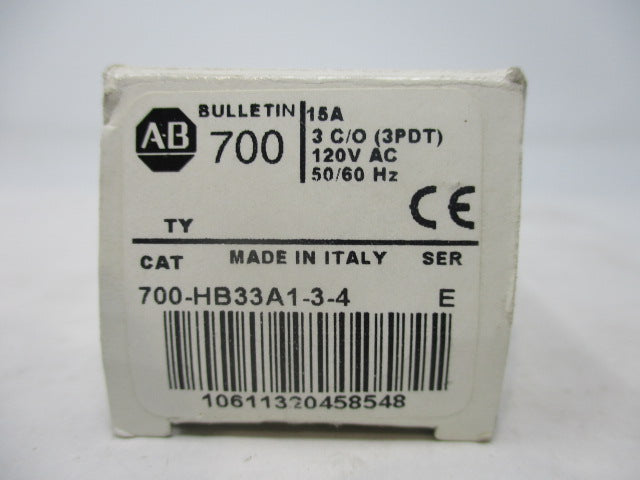 A-B
BULLETIN
700
15A
3 C/O (3PDT)
120V AC
50/60 Hz
CE
TY
CAT MADE IN ITALY SER
700-HB33A1-3-4 E
10611320458548